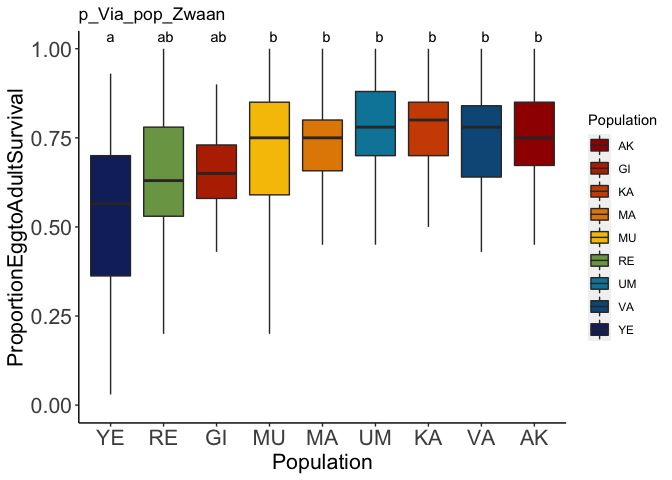 p_Via_pop_Zwaan
a ab ab b b b b b b
1.00
0.75
0.50
0.25
0.00
ProportionEggtoAdultSurvival
YE RE GI MU MA UM KA VA AK
Population
Population
AK
GI
KA
MA
MU
RE
UM
VA
YE